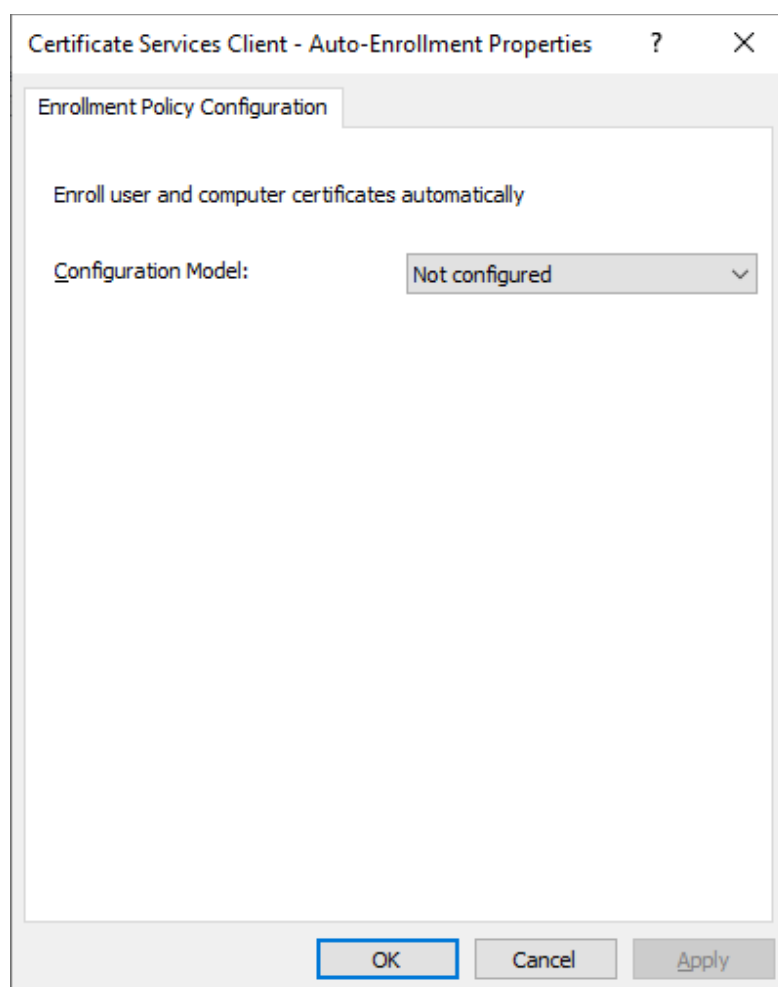 Certificate Services Client - Auto-Enrollment Properties ?
Enrollment Policy Configuration
Enroll user and computer certificates automatically
Configuration Model: Not configured
OK Cancel Apply